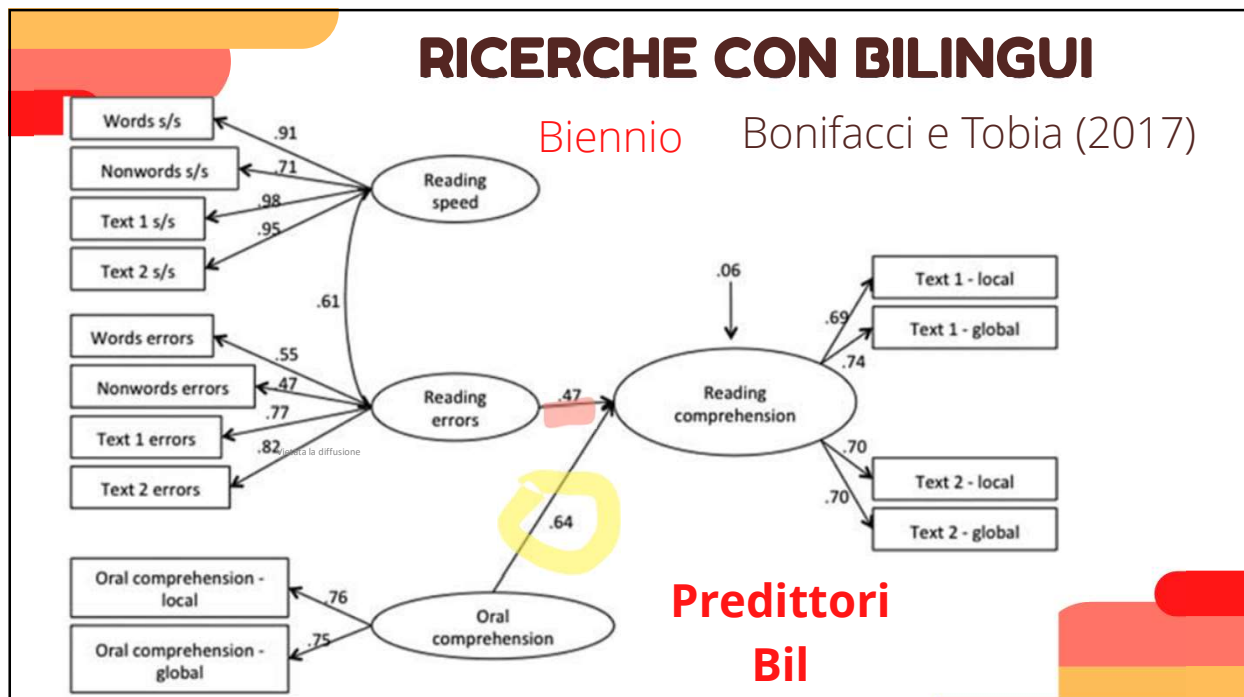 RICERCHE CON BILINGUI
Biennio
Bonifacci e Tobia (2017)
Words s/s
.91
Nonwords s/s
.71
Reading
speed
Text 1 s/s
.98
.95
Text 2 s/s
.61
.06
Text 1 - local
.69
Text 1 - global
.74
Words errors
.55
Nonwords errors
.47
Reading
errors
.47
Reading
comprehension
Text 1 errors
.77
.82
Vietata la diffusione
Text 2 errors
.70
Text 2 - local
.70
Text 2 - global
.64
Oral comprehension -
local
.76
Oral
comprehension
.75
Oral comprehension -
global
Predittori
Bil